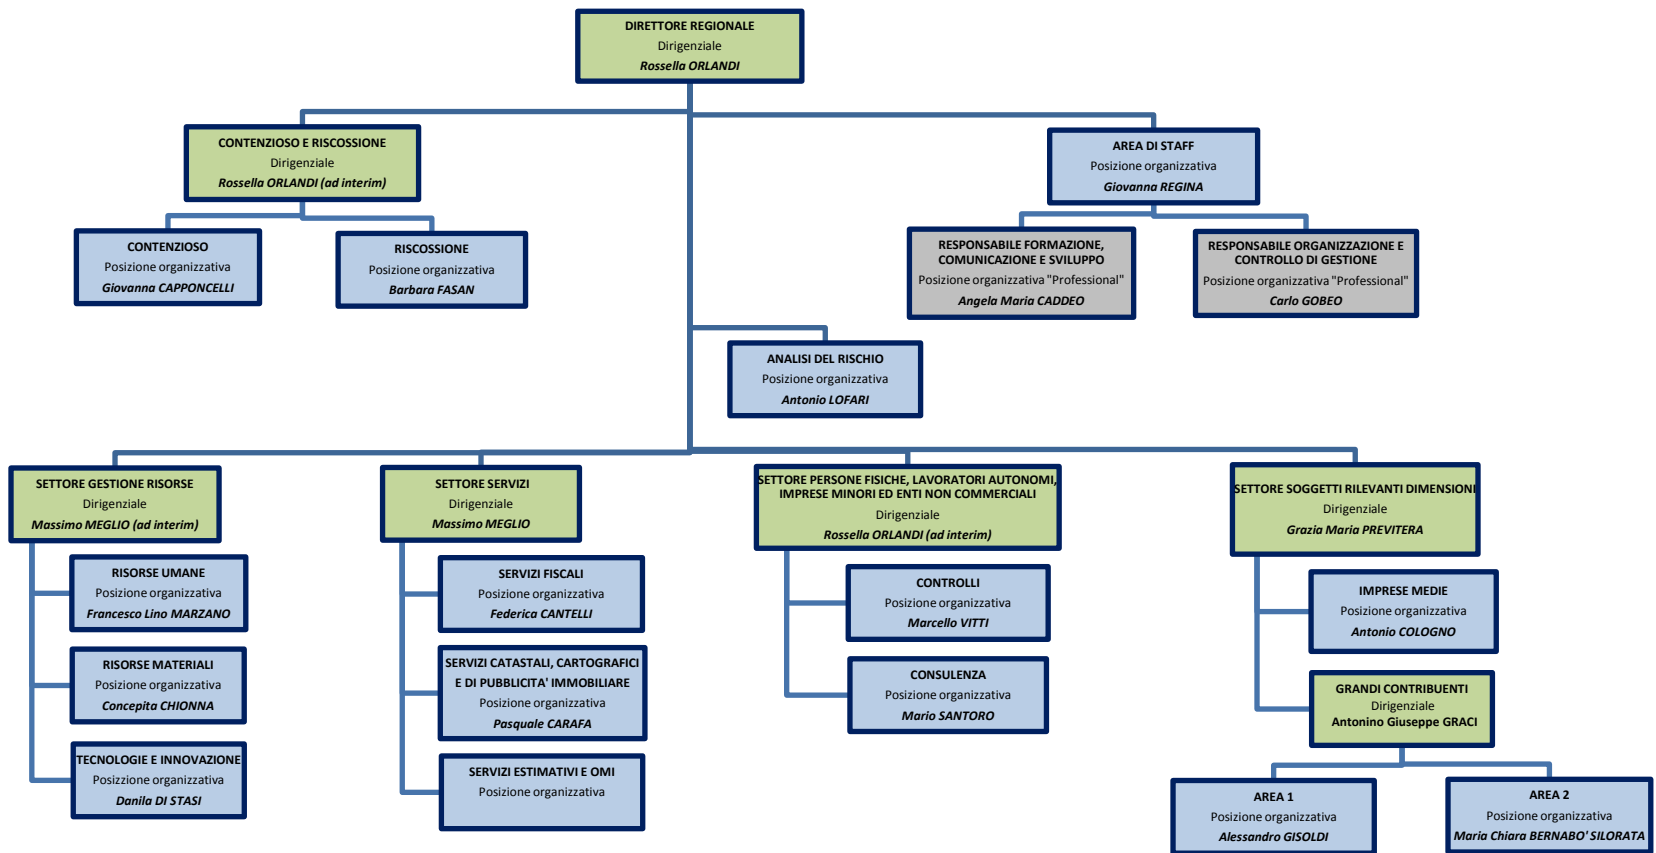 DIRETTORE REGIONALE
Dirigenziale
Rossella ORLANDI
CONTENZIOSO E RISCOSSIONE
Dirigenziale
Rossella ORLANDI (ad interim)
AREA DI STAFF
Posizione organizzativa
Giovanna REGINA
CONTENZIOSO
Posizione organizzativa
Giovanna CAPPONCELLI
RISCOSSIONE
Posizione organizzativa
Barbara FASAN
RESPONSABILE FORMAZIONE,
COMUNICAZIONE E SVILUPPO
Posizione organizzativa "Professional"
Angela Maria CADDEO
RESPONSABILE ORGANIZZAZIONE E
CONTROLLO DI GESTIONE
Posizione organizzativa "Professional"
Carlo GOBEO
ANALISI DEL RISCHIO
Posizione organizzativa
Antonio LOFARI
SETTORE GESTIONE RISORSE
Dirigenziale
Massimo MEGLIO (ad interim)
SETTORE SERVIZI
Dirigenziale
Massimo MEGLIO
SETTORE PERSONE FISICHE, LAVORATORI AUTONOMI,
IMPRESE MINORI ED ENTI NON COMMERCIALI
Dirigenziale
Rossella ORLANDI (ad interim)
SETTORE SOGGETTI RILEVANTI DIMENSIONI
Dirigenziale
Grazia Maria PREVITERA
RISORSE UMANE
Posizione organizzativa
Francesco Lino MARZANO
RISORSE MATERIALI
Posizione organizzativa
Concepita CHIONNA
TECNOLOGIE E INNOVAZIONE
Posizzione organizzativa
Danila DI STASI
SERVIZI FISCALI
Posizione organizzativa
Federica CANTELLI
SERVIZI CATASTALI, CARTOGRAFICI
E DI PUBBLICITA' IMMOBILIARE
Posizione organizzativa
Pasquale CARAFA
SERVIZI ESTIMATIVI E OMI
Posizione organizzativa
CONTROLLI
Posizione organizzativa
Marcello VITTI
CONSULENZA
Posizione organizzativa
Mario SANTORO
IMPRESE MEDIE
Posizione organizzativa
Antonio COLOGNO
GRANDI CONTRIBUENTI
Dirigenziale
Antonino Giuseppe GRACI
AREA 1
Posizione organizzativa
Alessandro GISOLDI
AREA 2
Posizione organizzativa
Maria Chiara BERNABO' SILORATA